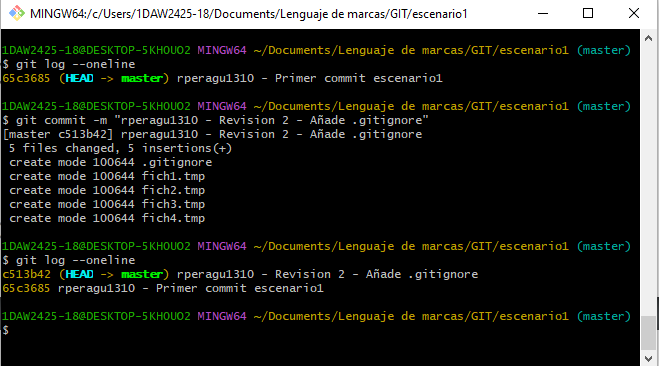 MINGW64:/c/Users/1DAW2425-18/Documents/Lenguaje de marcas/GIT/escenario1
1DAW2425-18@DESKTOP-5KH0UO2 MINGW64 ~/Documents/Lenguaje de marcas/GIT/escenario1 (master)
$ git log --oneline
65c3685 (HEAD -> master) rperagu1310 - Primer commit escenario1
1DAW2425-18@DESKTOP-5KH0UO2 MINGW64 ~/Documents/Lenguaje de marcas/GIT/escenario1 (master)
$ git commit -m "rperagu1310 - Revision 2 - Añade .gitignore"
[master c513b42] rperagu1310 - Revision 2 - Añade .gitignore
5 files changed, 5 insertions(+)
create mode 100644 .gitignore
create mode 100644 fich1.tmp
create mode 100644 fich2.tmp
create mode 100644 fich3.tmp
create mode 100644 fich4.tmp
1DAW2425-18@DESKTOP-5KH0UO2 MINGW64 ~/Documents/Lenguaje de marcas/GIT/escenario1 (master)
$ git log --oneline
c513b42 (HEAD -> master) rperagu1310 - Revision 2 - Añade .gitignore
65c3685 rperagu1310 - Primer commit escenario1
1DAW2425-18@DESKTOP-5KH0UO2 MINGW64 ~/Documents/Lenguaje de marcas/GIT/escenario1 (master)
$